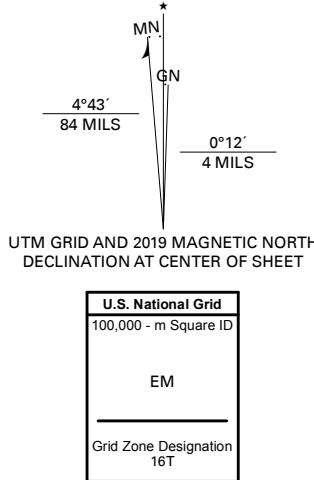 ★
MN
GN
4°43´
84 MILS
0°12´
4 MILS
UTM GRID AND 2019 MAGNETIC NORTH
DECLINATION AT CENTER OF SHEET
U.S. National Grid
100,000 - m Square ID
EM
Grid Zone Designation
16T